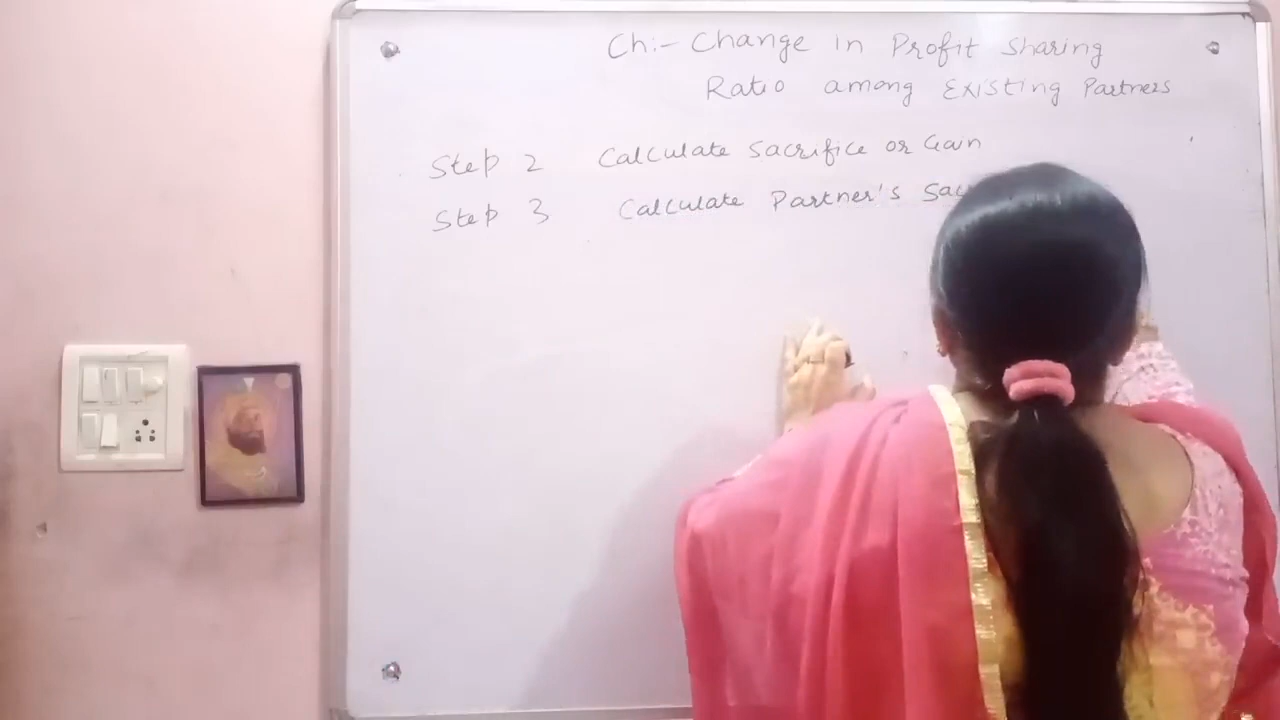 Ch:- Change in Profit Sharing
Ratio among Existing Partners
Step 2 Calculate Sacrifice or Gain
Step 3 Calculate Partner's